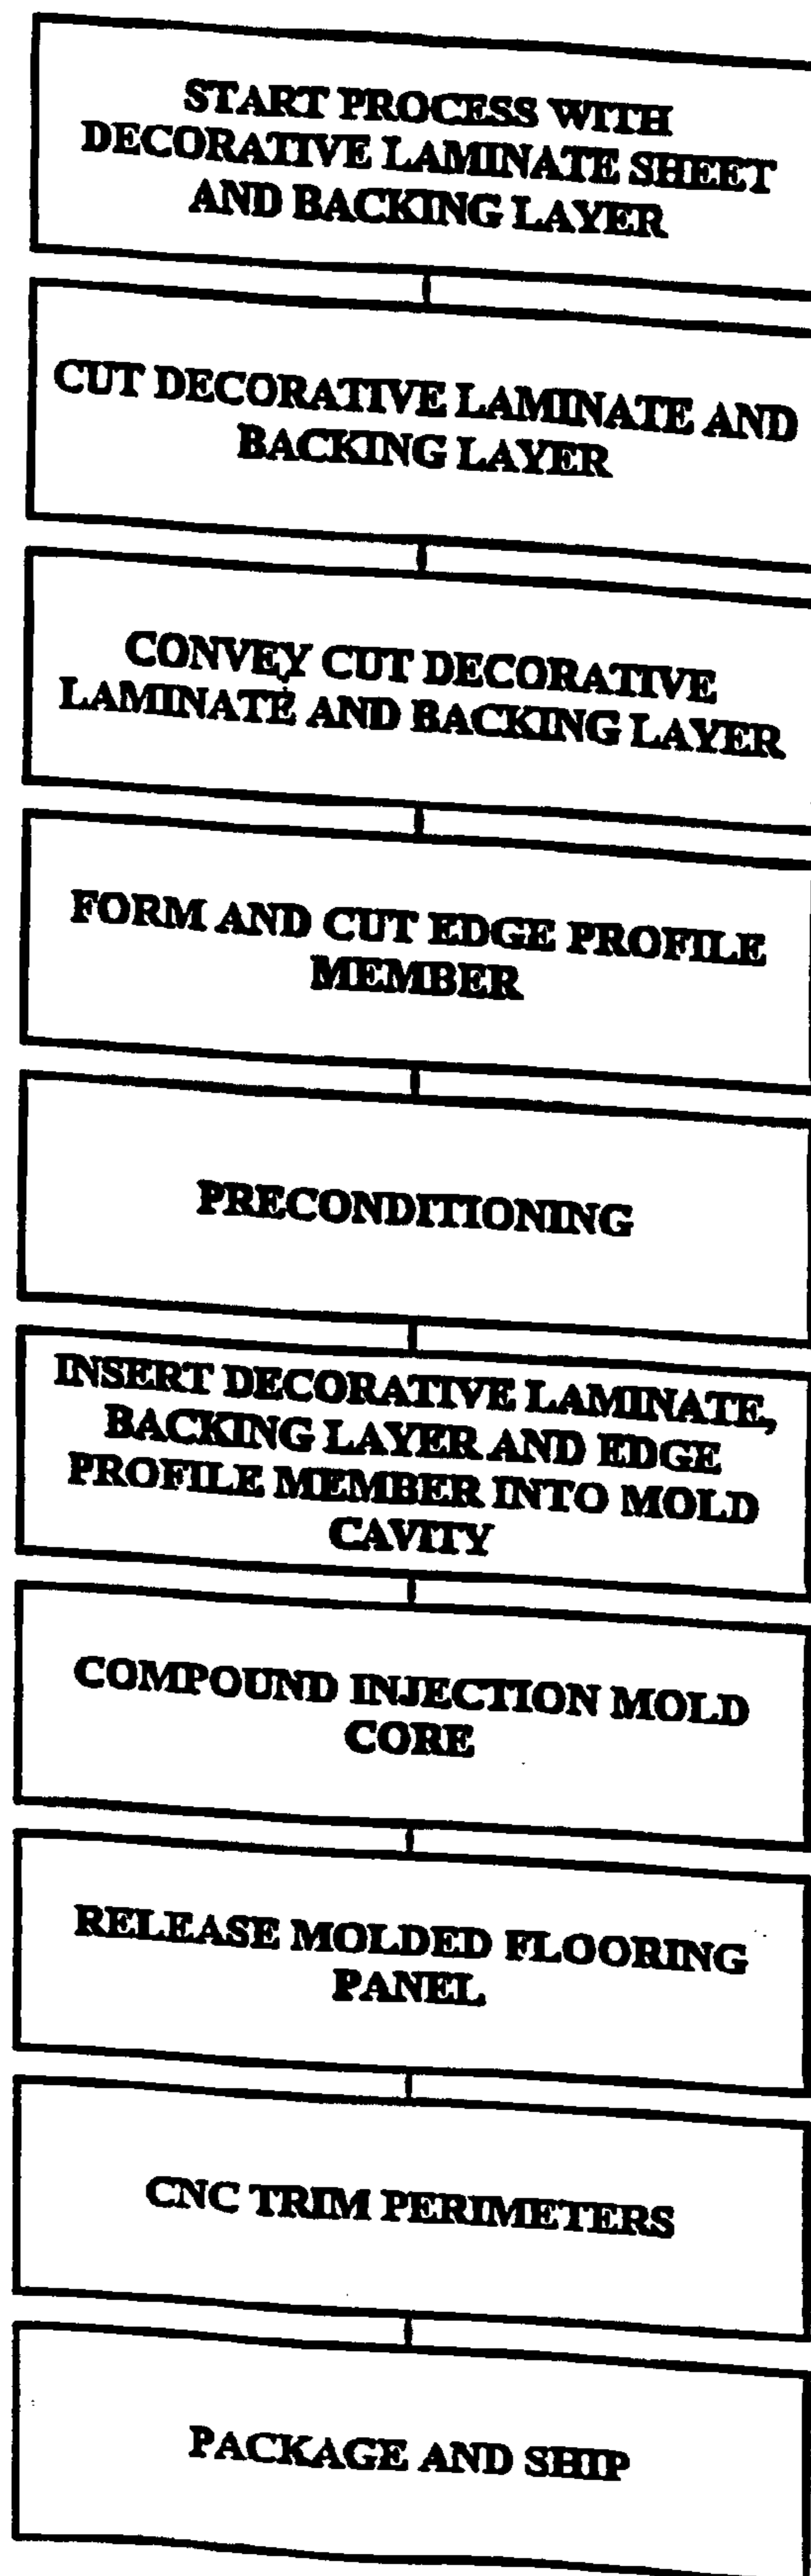 START PROCESS WITH
DECORATIVE LAMINATE SHEET
AND BACKING LAYER
CUT DECORATIVE LAMINATE AND
BACKING LAYER
CONVEY CUT DECORATIVE
LAMINATE AND BACKING LAYER
FORM AND CUT EDGE PROFILE
MEMBER
PRECONDITIONING
INSERT DECORATIVE LAMINATE,
BACKING LAYER AND EDGE
PROFILE MEMBER INTO MOLD
CAVITY
COMPOUND INJECTION MOLD
CORE
RELEASE MOLDED FLOORING
PANEL
CNC TRIM PERIMETERS
PACKAGE AND SHIP